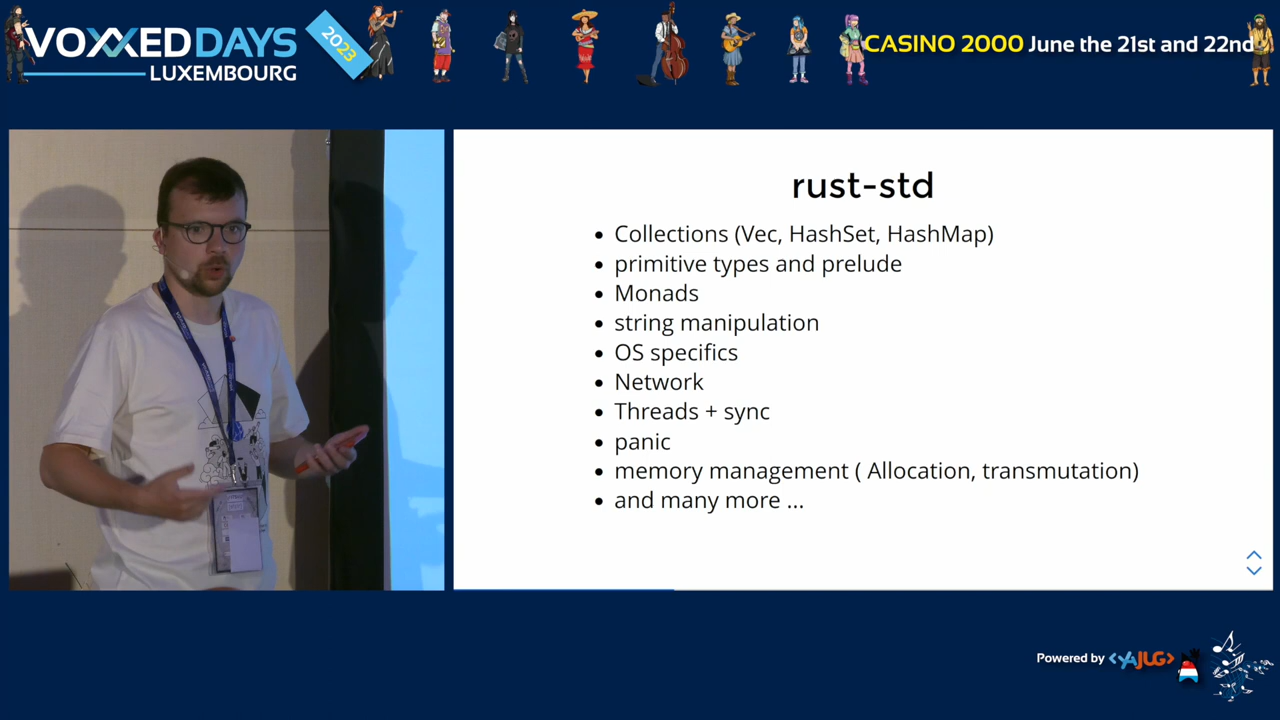 VOXXED DAYS
LUXEMBOURG
2023
CASINO 2000 June the 21st and 22nd
rust-std
• Collections (Vec, HashSet, HashMap)
• primitive types and prelude
• Monads
• string manipulation
• OS specifics
• Network
• Threads + sync
• panic
• memory management ( Allocation, transmutation)
• and many more ...
Powered by <YAJUG>